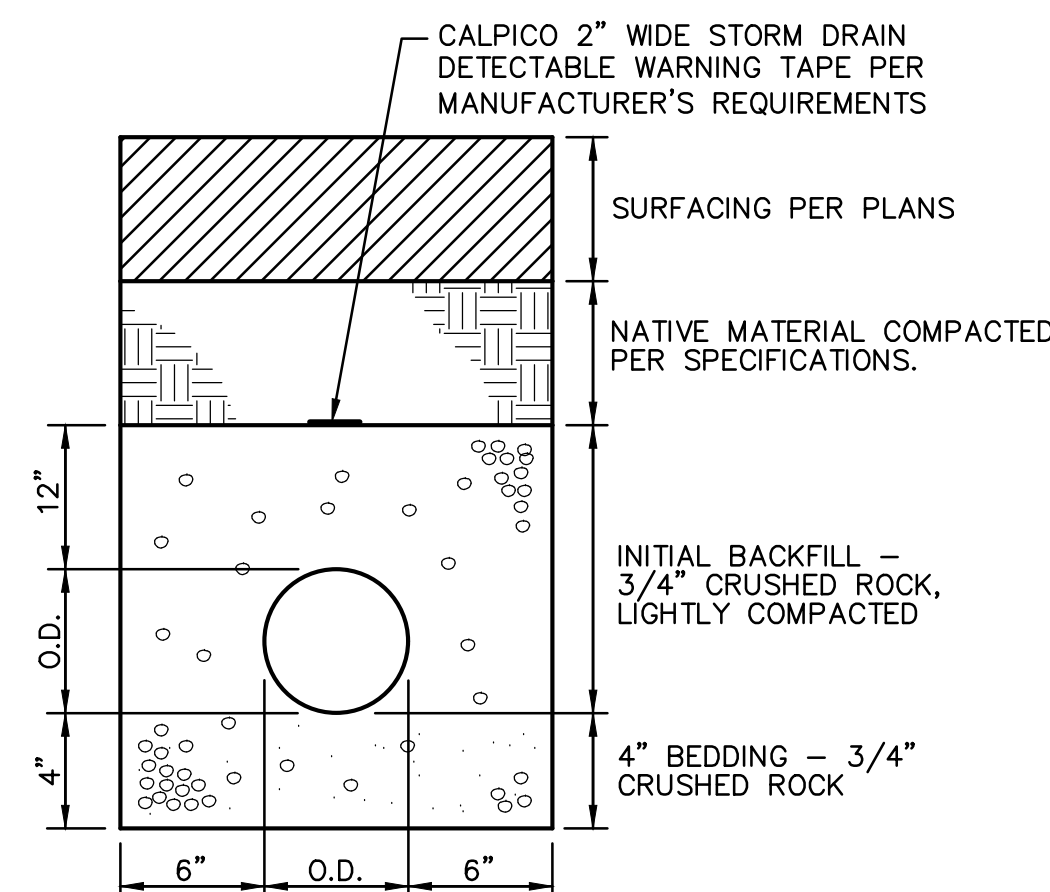 CALPICO 2” WIDE STORM DRAIN
DETECTABLE WARNING TAPE PER
MANUFACTURER’S REQUIREMENTS
SURFACING PER PLANS
NATIVE MATERIAL COMPACTED
PER SPECIFICATIONS.
12”
INITIAL BACKFILL –
3/4” CRUSHED ROCK,
LIGHTLY COMPACTED
O.D.
4”
4” BEDDING – 3/4”
CRUSHED ROCK
6”
O.D.
6”